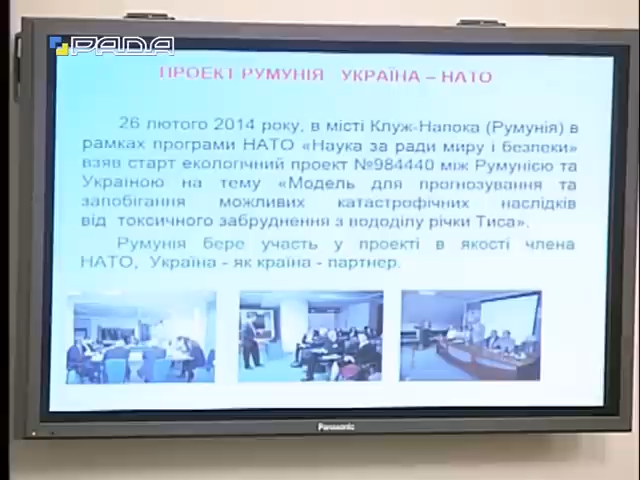 РАДА
ПРОЕКТ РУМУНІЯ УКРАЇНА – НАТО
26 лютого 2014 року, в місті Клуж-Напока (Румунія) в
рамках програми НАТО «Наука за ради миру і безпеки»
взяв старт екологічний проект №984440 між Румунією та
Україною на тему «Модель для прогнозування та
запобігання можливих катастрофічних наслідків
від токсичного забруднення з вододілу річки Тиса».
Румунія бере участь у проекті в якості члена
НАТО, Україна - як країна - партнер.
Panasonic